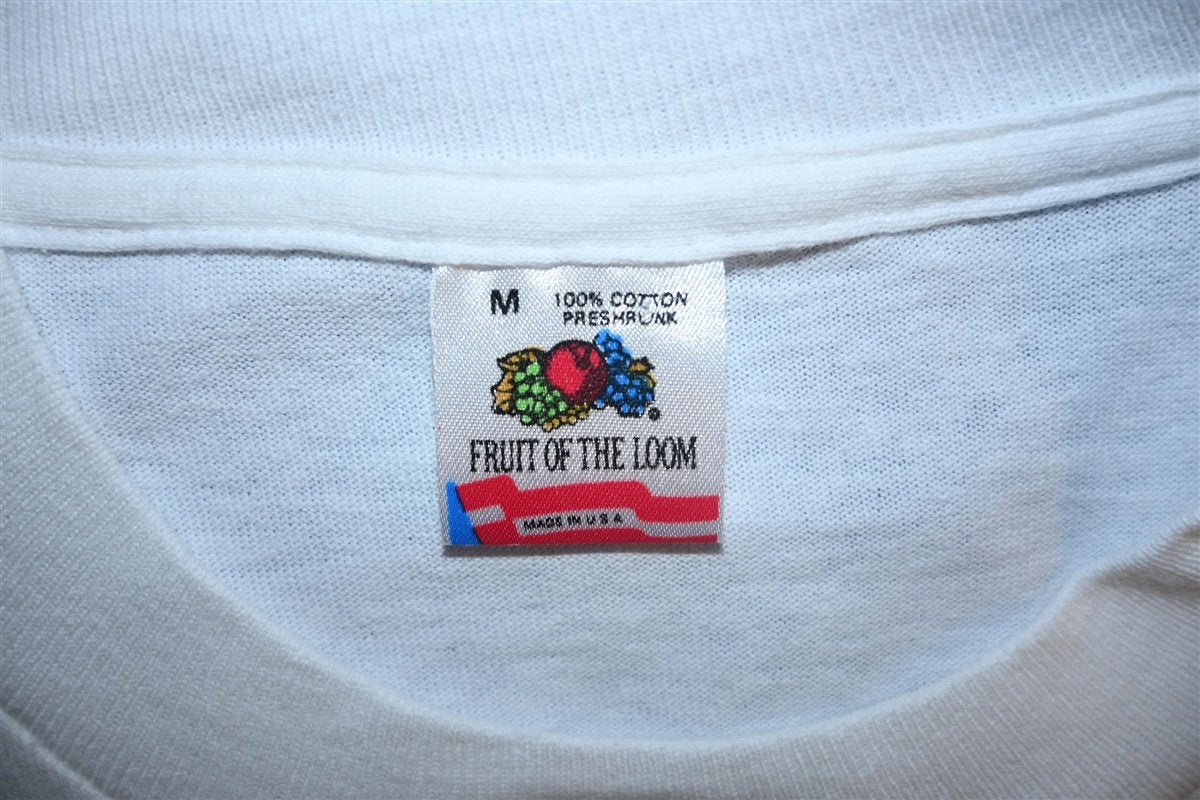 M 100% COTTON
PRESHRUNK
®
FRUIT OF THE LOOM
MADE IN U S A